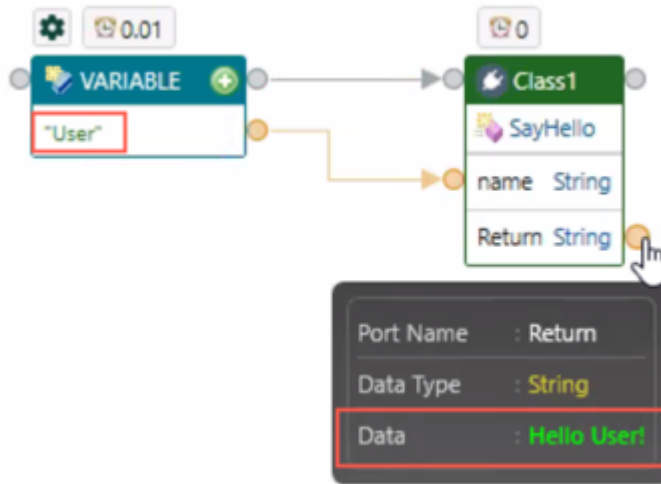 0.01
0
VARIABLE
Class1
"User"
SayHello
name String
Return String
Port Name : Return
Data Type : String
Data : Hello User!